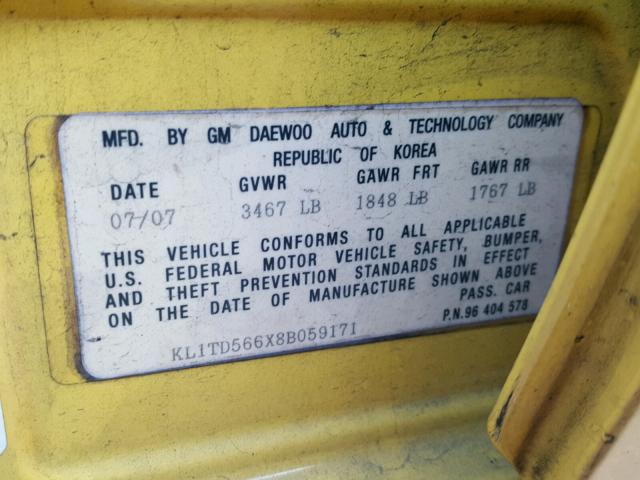 MFD. BY GM DAEWOO AUTO & TECHNOLOGY COMPANY
REPUBLIC OF KOREA
DATE GVWR GAWR FRT GAWR RR
07/07 3467 LB 1848 LB 1767 LB
THIS VEHICLE CONFORMS TO ALL APPLICABLE
U.S. FEDERAL MOTOR VEHICLE SAFETY, BUMPER,
AND THEFT PREVENTION STANDARDS IN EFFECT
ON THE DATE OF MANUFACTURE SHOWN ABOVE
PASS. CAR
KL1TD566X8B059171 P.N.96 404 578